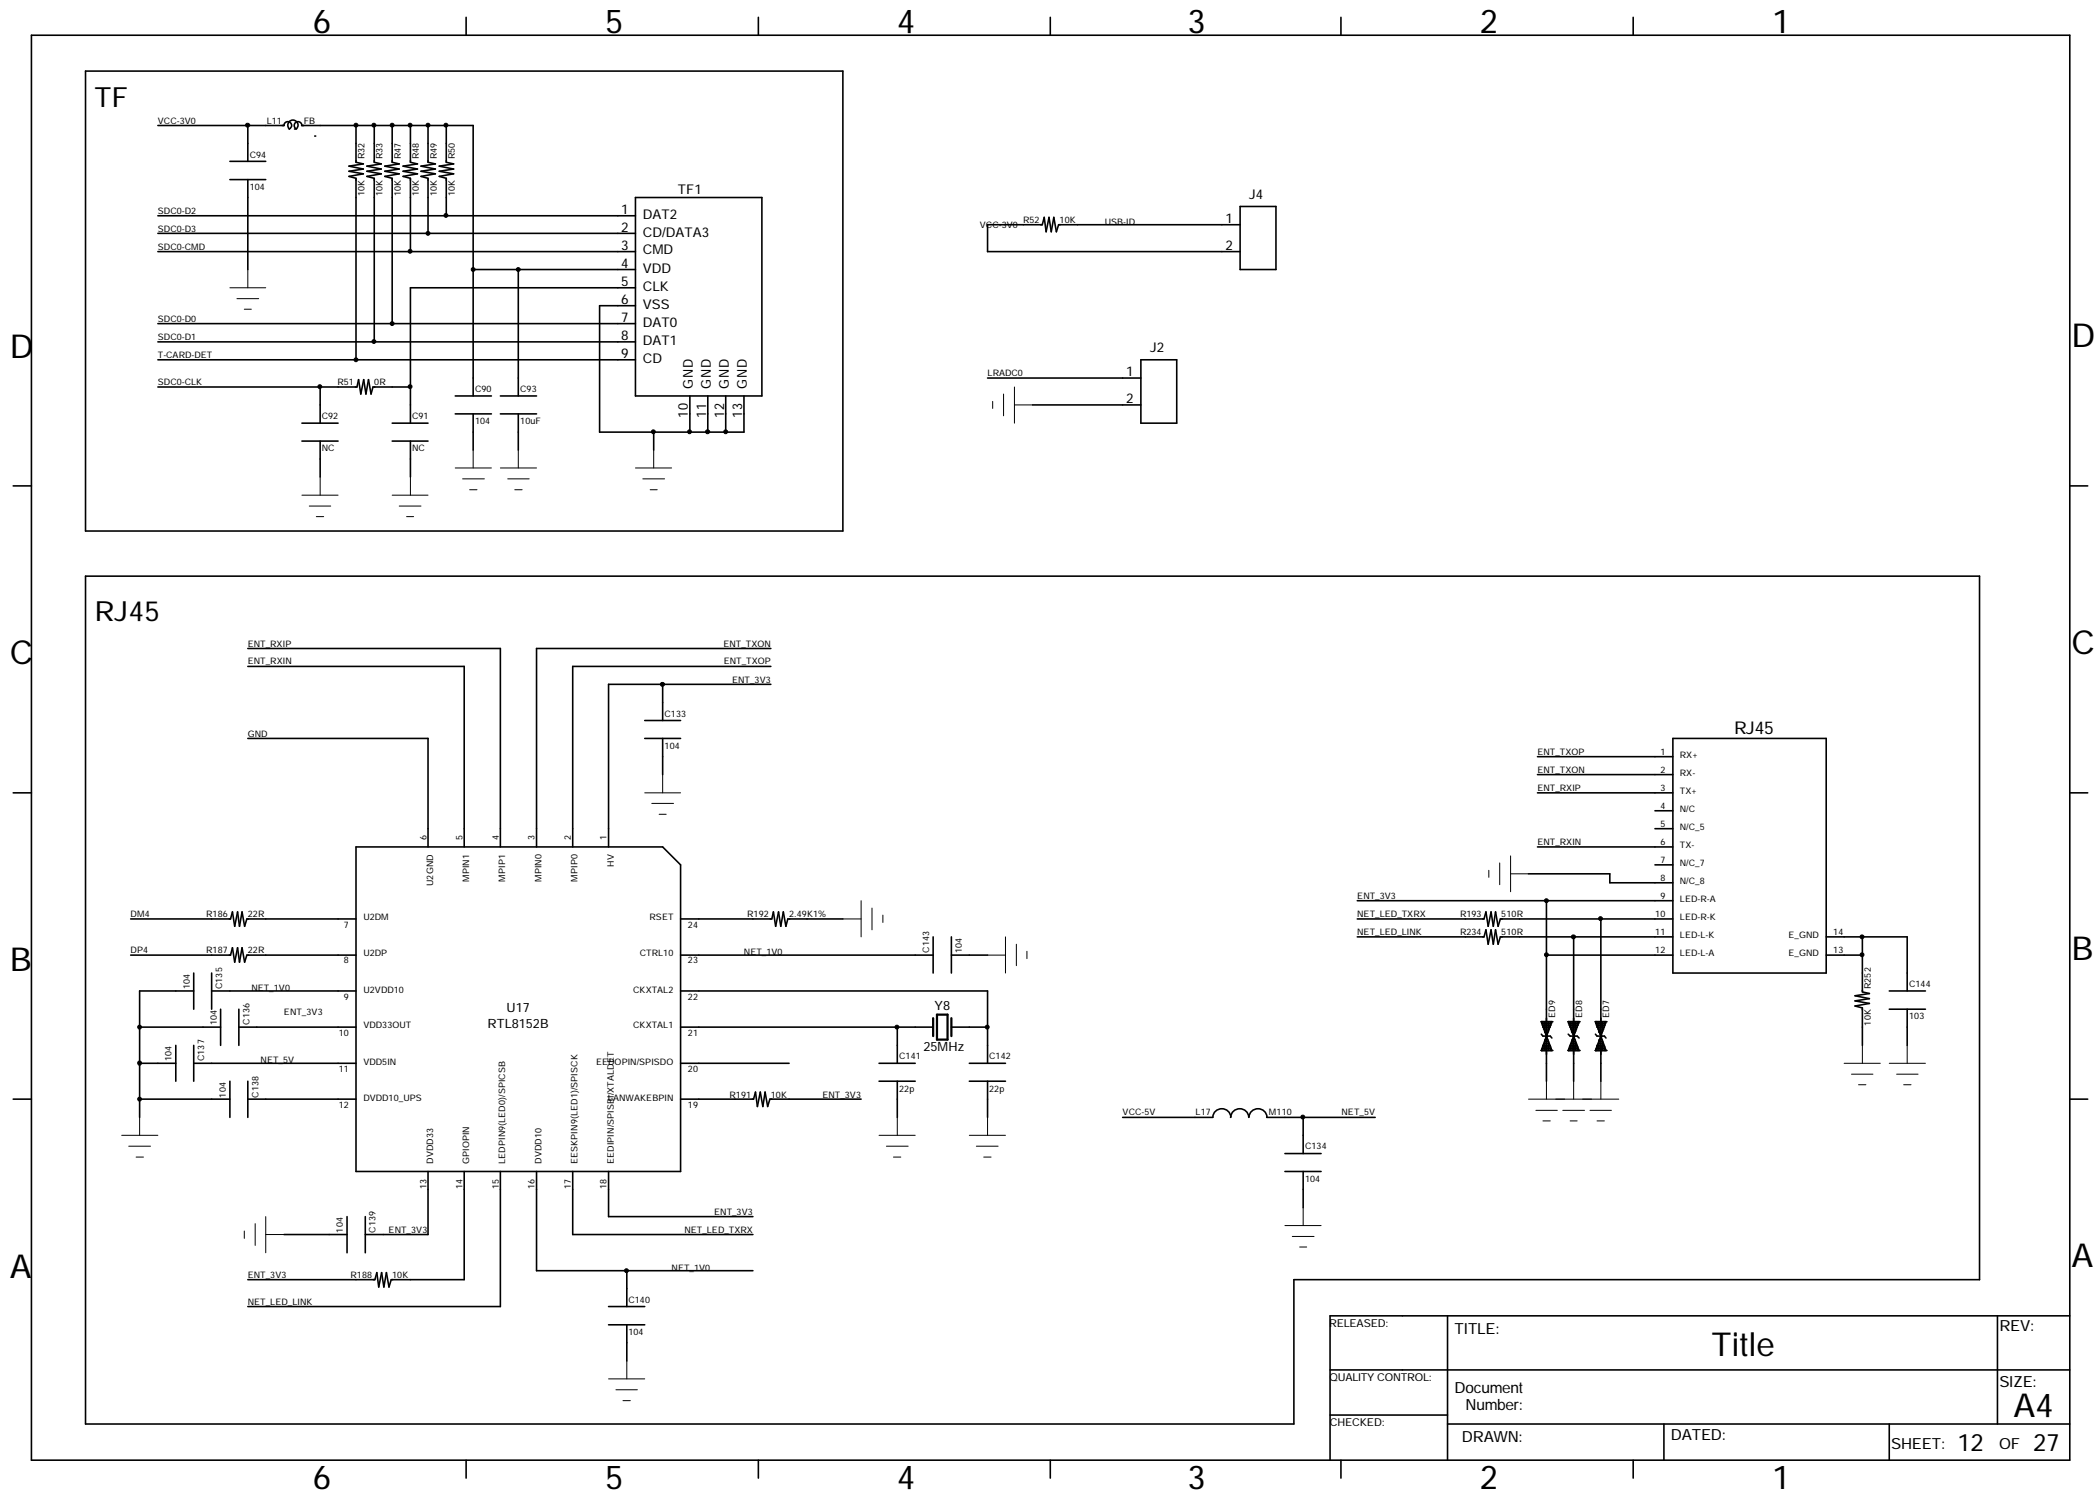 6 5 4 3 2 1
TF
VCC-3V0
L11 FB
C94
104
R32 R33 R47 R48 R49 R50
10K 10K 10K 10K 10K 10K
TF1
SDC0-D2 1 DAT2
SDC0-D3 2 CD/DATA3
SDC0-CMD 3 CMD
4 VDD
5 CLK
6 VSS
SDC0-D0 7 DAT0
SDC0-D1 8 DAT1
T-CARD-DET 9 CD
GND GND GND GND
10 11 12 13
SDC0-CLK R51 0R
C92
NC
C91
NC
C90
104
C93
10uF
J4
VCC-3V0 R52 10K USB-ID 1
2
J2
LRADC0 1
2
D D
RJ45
ENT_RXIP
ENT_RXIN
GND
ENT_TXON
ENT_TXOP
ENT_3V3
C133
104
C C
6 5 4 3 2 1
U2GND MPIN1 MPIP1 MPIN0 MPIP0 HV
DM4 R186 22R 7 U2DM
DP4 R187 22R 8 U2DP
104 C135 NET_1V0 9 U2VDD10
104 C136 ENT_3V3 10 VDD33OUT
104 C137 NET_5V 11 VDD5IN
104 C138 12 DVDD10_UPS
U17
RTL8152B
RSET 24 R192 2.49K1%
CTRL10 23 NET_1V0 C143 104
CKXTAL2 22
CKXTAL1 21
Y8
25MHz
EEDOPIN/SPISDO 20
LANWAKEBPIN 19 R191 10K ENT_3V3
C141
22p
C142
22p
DVDD33 GPIOPIN LEDPIN9(LED0)/SPICSB DVDD10 EESKPIN9(LED1)/SPISCK EEDIPIN/SPISDI/XTALDET
13 14 15 16 17 18
104 C139 ENT_3V3
ENT_3V3 R188 10K
NET_LED_LINK
ENT_3V3
NET_LED_TXRX
NET_1V0
C140
104
VCC-5V L17 M110 NET_5V
C134
104
RJ45
ENT_TXOP 1 RX+
ENT_TXON 2 RX-
ENT_RXIP 3 TX+
4 N/C
5 N/C_5
ENT_RXIN 6 TX-
7 N/C_7
8 N/C_8
ENT_3V3 9 LED-R-A
NET_LED_TXRX R193 510R 10 LED-R-K
NET_LED_LINK R234 510R 11 LED-L-K
12 LED-L-A
E_GND 14
E_GND 13
ED9 ED8 ED7
R252
10K
C144
103
B B
A A
RELEASED:
TITLE:
Title
REV:
QUALITY CONTROL:
Document
Number:
SIZE:
A4
CHECKED:
DRAWN:
DATED:
SHEET: 12 OF 27
6 5 4 3 2 1